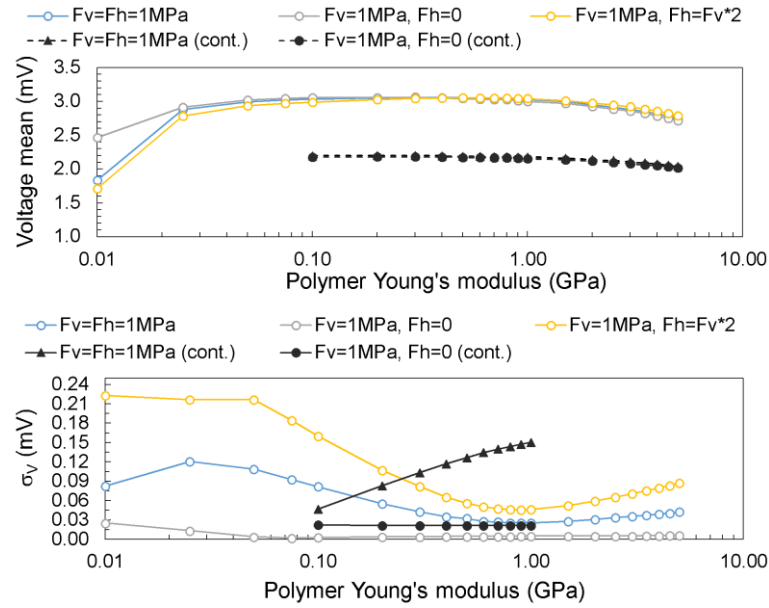 Fv=Fh=1MPa Fv=1MPa, Fh=0 Fv=1MPa, Fh=Fv*2
Fv=Fh=1MPa (cont.) Fv=1MPa, Fh=0 (cont.)
Voltage mean (mV)
3.5
3.0
2.5
2.0
1.5
1.0
0.01 0.10 1.00 10.00
Polymer Young's modulus (GPa)
Fv=Fh=1MPa Fv=1MPa, Fh=0 Fv=1MPa, Fh=Fv*2
Fv=Fh=1MPa (cont.) Fv=1MPa, Fh=0 (cont.)
σV (mV)
0.24
0.21
0.18
0.15
0.12
0.09
0.06
0.03
0.00
0.01 0.10 1.00 10.00
Polymer Young's modulus (GPa)